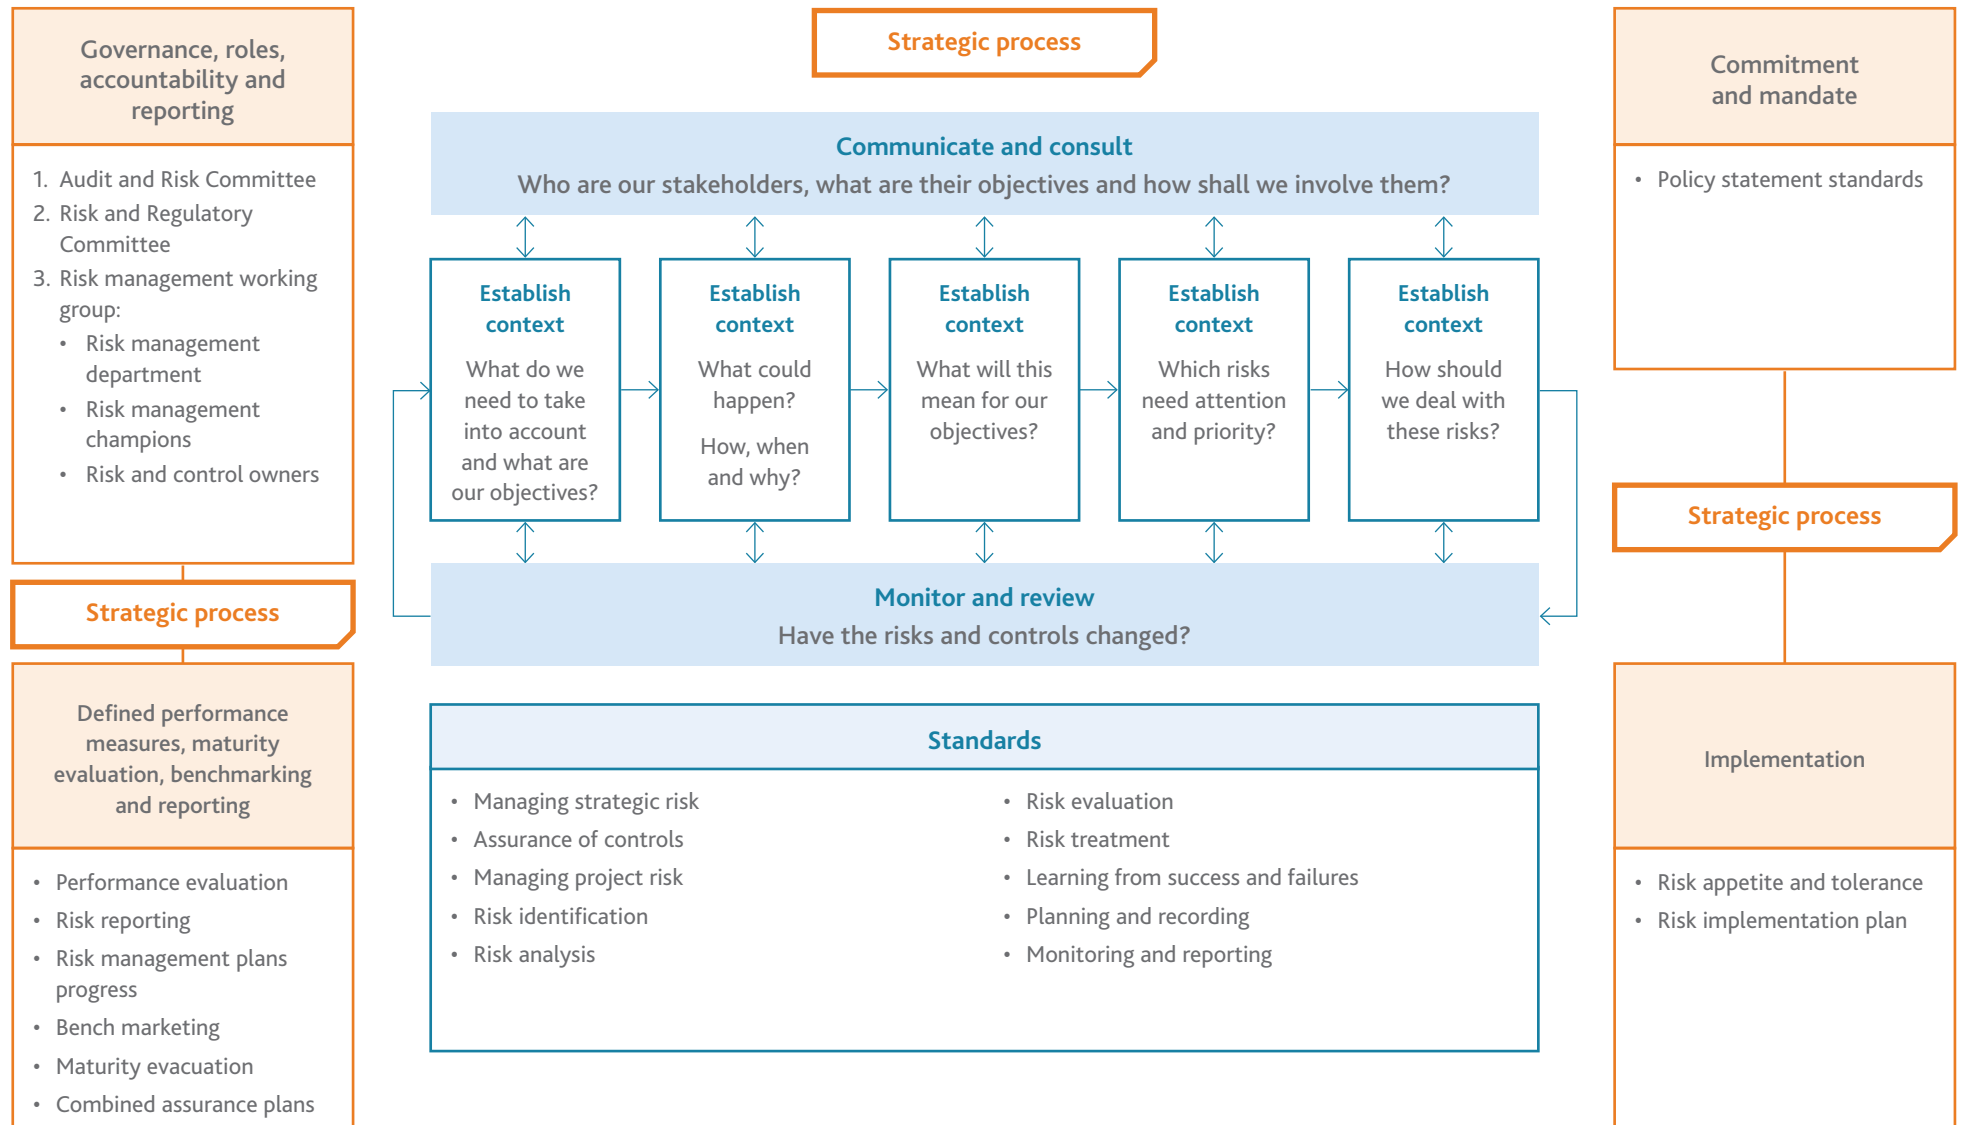 Governance, roles,
accountability and
reporting
1. Audit and Risk Committee
2. Risk and Regulatory
Committee
3. Risk management working
group:
• Risk management
department
• Risk management
champions
• Risk and control owners
Strategic process
Defined performance
measures, maturity
evaluation, benchmarking
and reporting
• Performance evaluation
• Risk reporting
• Risk management plans
progress
• Bench marketing
• Maturity evacuation
• Combined assurance plans
Strategic process
Communicate and consult
Who are our stakeholders, what are their objectives and how shall we involve them?
Establish
context
What do we
need to take
into account
and what are
our objectives?
Establish
context
What could
happen?
How, when
and why?
Establish
context
What will this
mean for our
objectives?
Establish
context
Which risks
need attention
and priority?
Establish
context
How should
we deal with
these risks?
Monitor and review
Have the risks and controls changed?
Standards
• Managing strategic risk
• Assurance of controls
• Managing project risk
• Risk identification
• Risk analysis
• Risk evaluation
• Risk treatment
• Learning from success and failures
• Planning and recording
• Monitoring and reporting
Commitment
and mandate
• Policy statement standards
Strategic process
Implementation
• Risk appetite and tolerance
• Risk implementation plan